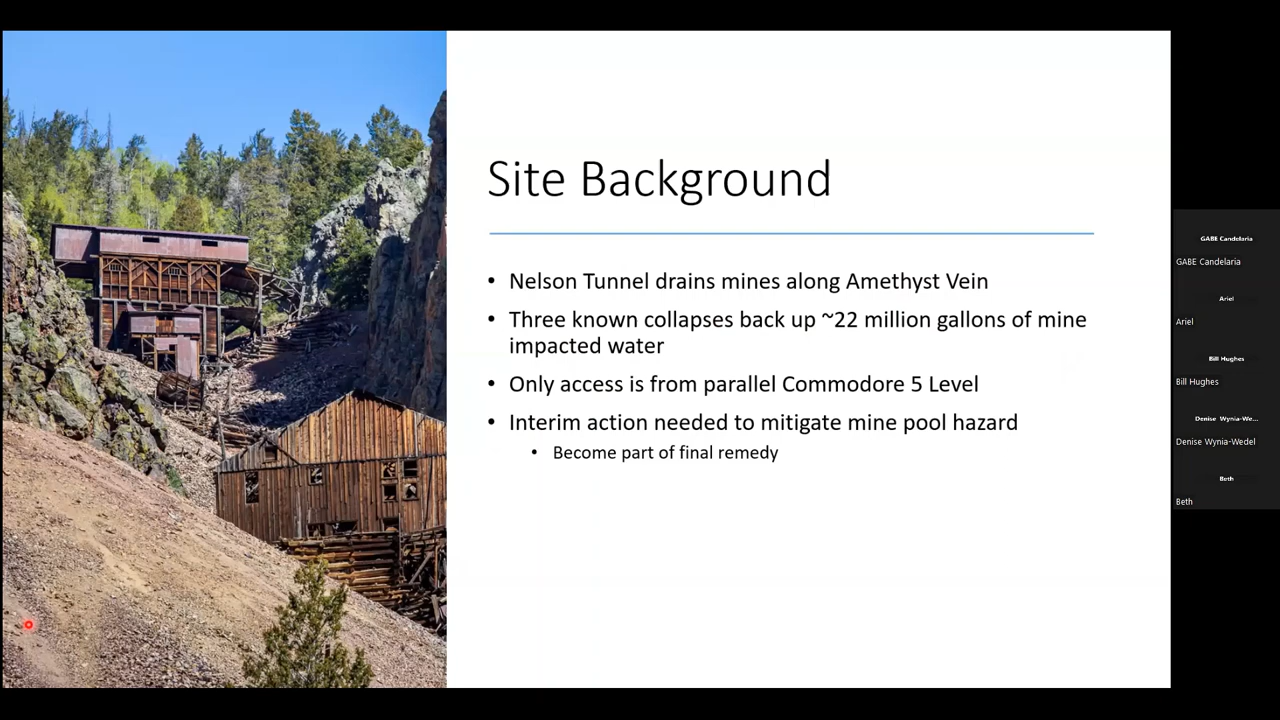 Site Background
• Nelson Tunnel drains mines along Amethyst Vein
• Three known collapses back up ~22 million gallons of mine
impacted water
• Only access is from parallel Commodore 5 Level
• Interim action needed to mitigate mine pool hazard
• Become part of final remedy
GABE Candelaria
GABE Candelaria
Ariel
Ariel
Bill Hughes
Bill Hughes
Denise Wynia-We...
Denise Wynia-Wedel
Beth
Beth